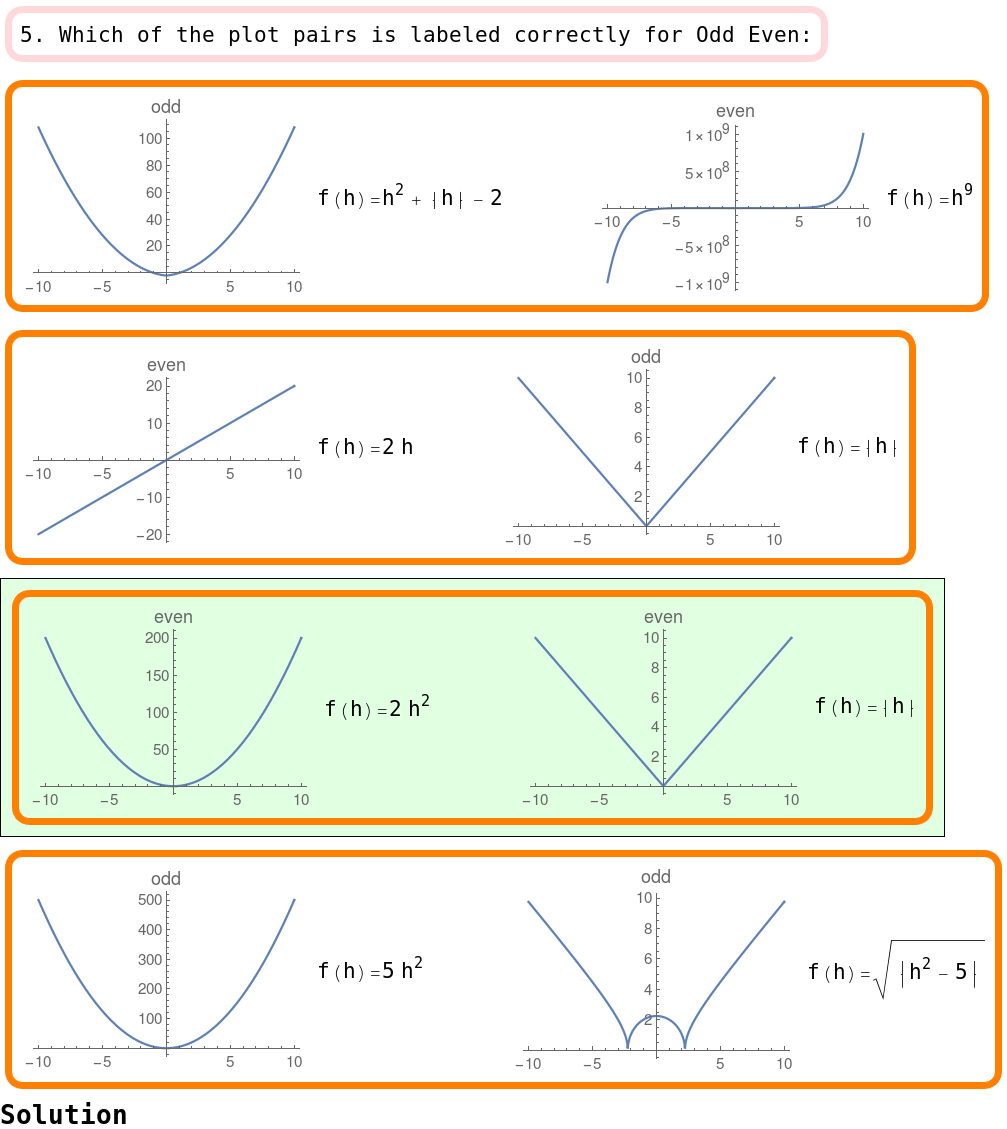 5. Which of the plot pairs is labeled correctly for Odd Even:
odd
100
80
60
40
20
−10 −5 5 10
f(h)=h² + |h| − 2
even
1×10⁹
5×10⁸
−10 −5 5 10
−5×10⁸
−1×10⁹
f(h)=h⁹
even
20
10
−10 −5 5 10
−10
−20
f(h)=2 h
odd
10
8
6
4
2
−10 −5 5 10
f(h)=|h|
even
200
150
100
50
−10 −5 5 10
f(h)=2 h²
even
10
8
6
4
2
−10 −5 5 10
f(h)=|h|
odd
500
400
300
200
100
−10 −5 5 10
f(h)=5 h²
odd
10
8
6
4
2
−10 −5 5 10
f(h)=√|h² − 5|
Solution